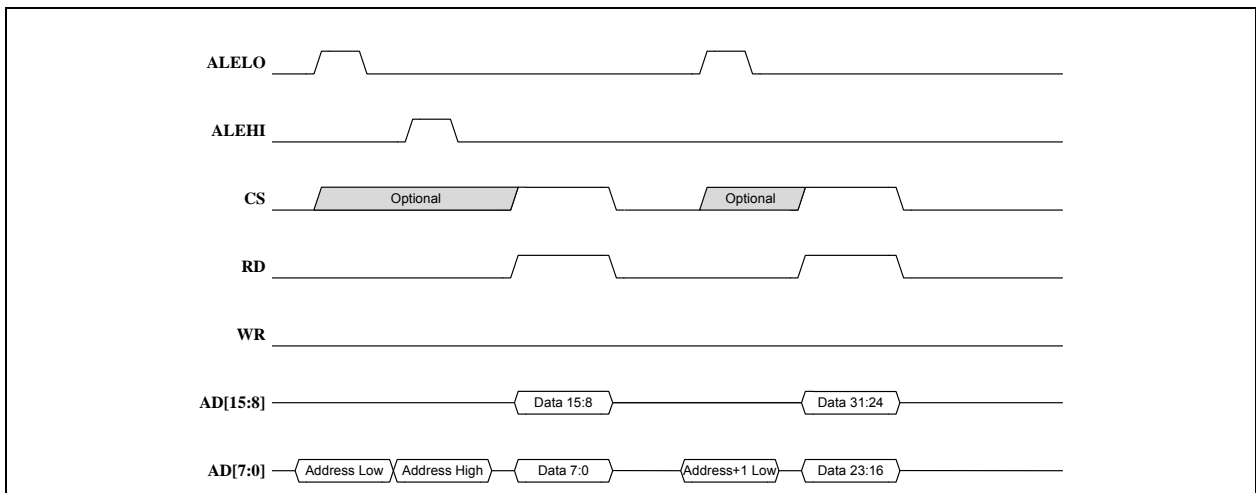 ALELO
ALEHI
CS Optional Optional
RD
WR
AD[15:8] Data 15:8 Data 31:24
AD[7:0] Address Low Address High Data 7:0 Address+1 Low Data 23:16